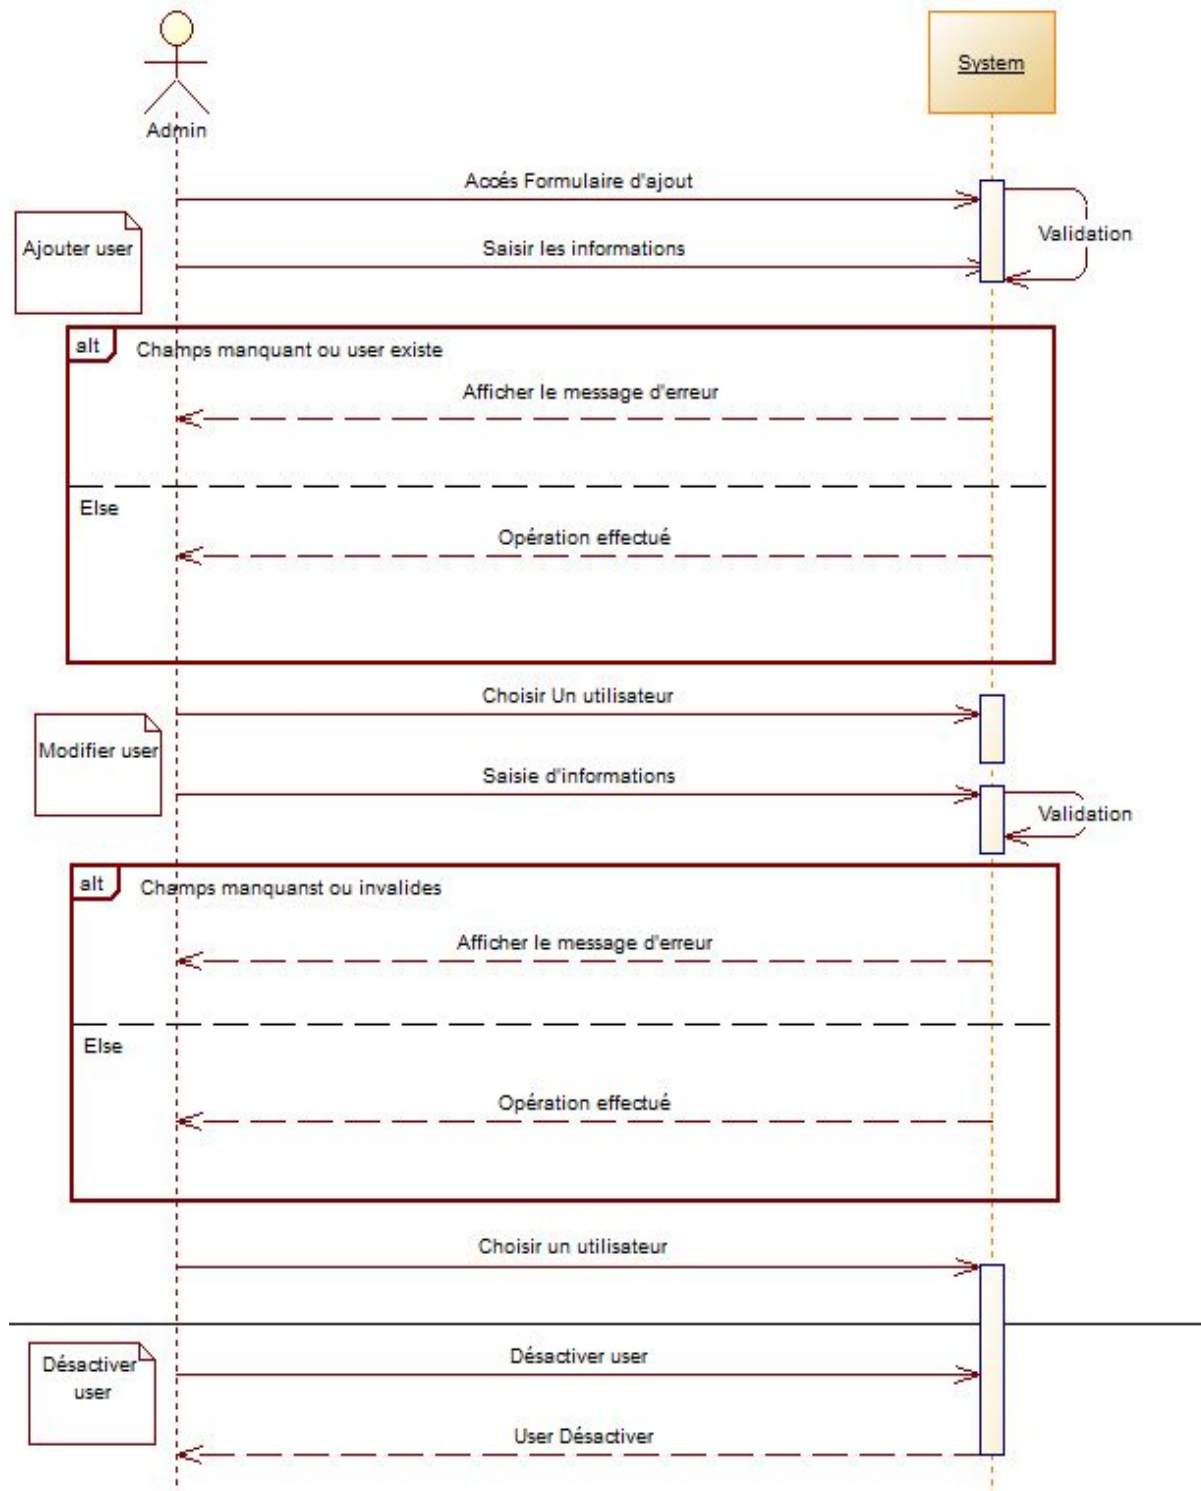 System
Admin
Accés Formulaire d'ajout
Validation
Ajouter user
Saisir les informations
alt
Champs manquant ou user existe
Afficher le message d'erreur
Else
Opération effectué
Choisir Un utilisateur
Modifier user
Saisie d'informations
Validation
alt
Champs manquanst ou invalides
Afficher le message d'erreur
Else
Opération effectué
Choisir un utilisateur
Désactiver
user
Désactiver user
User Désactiver